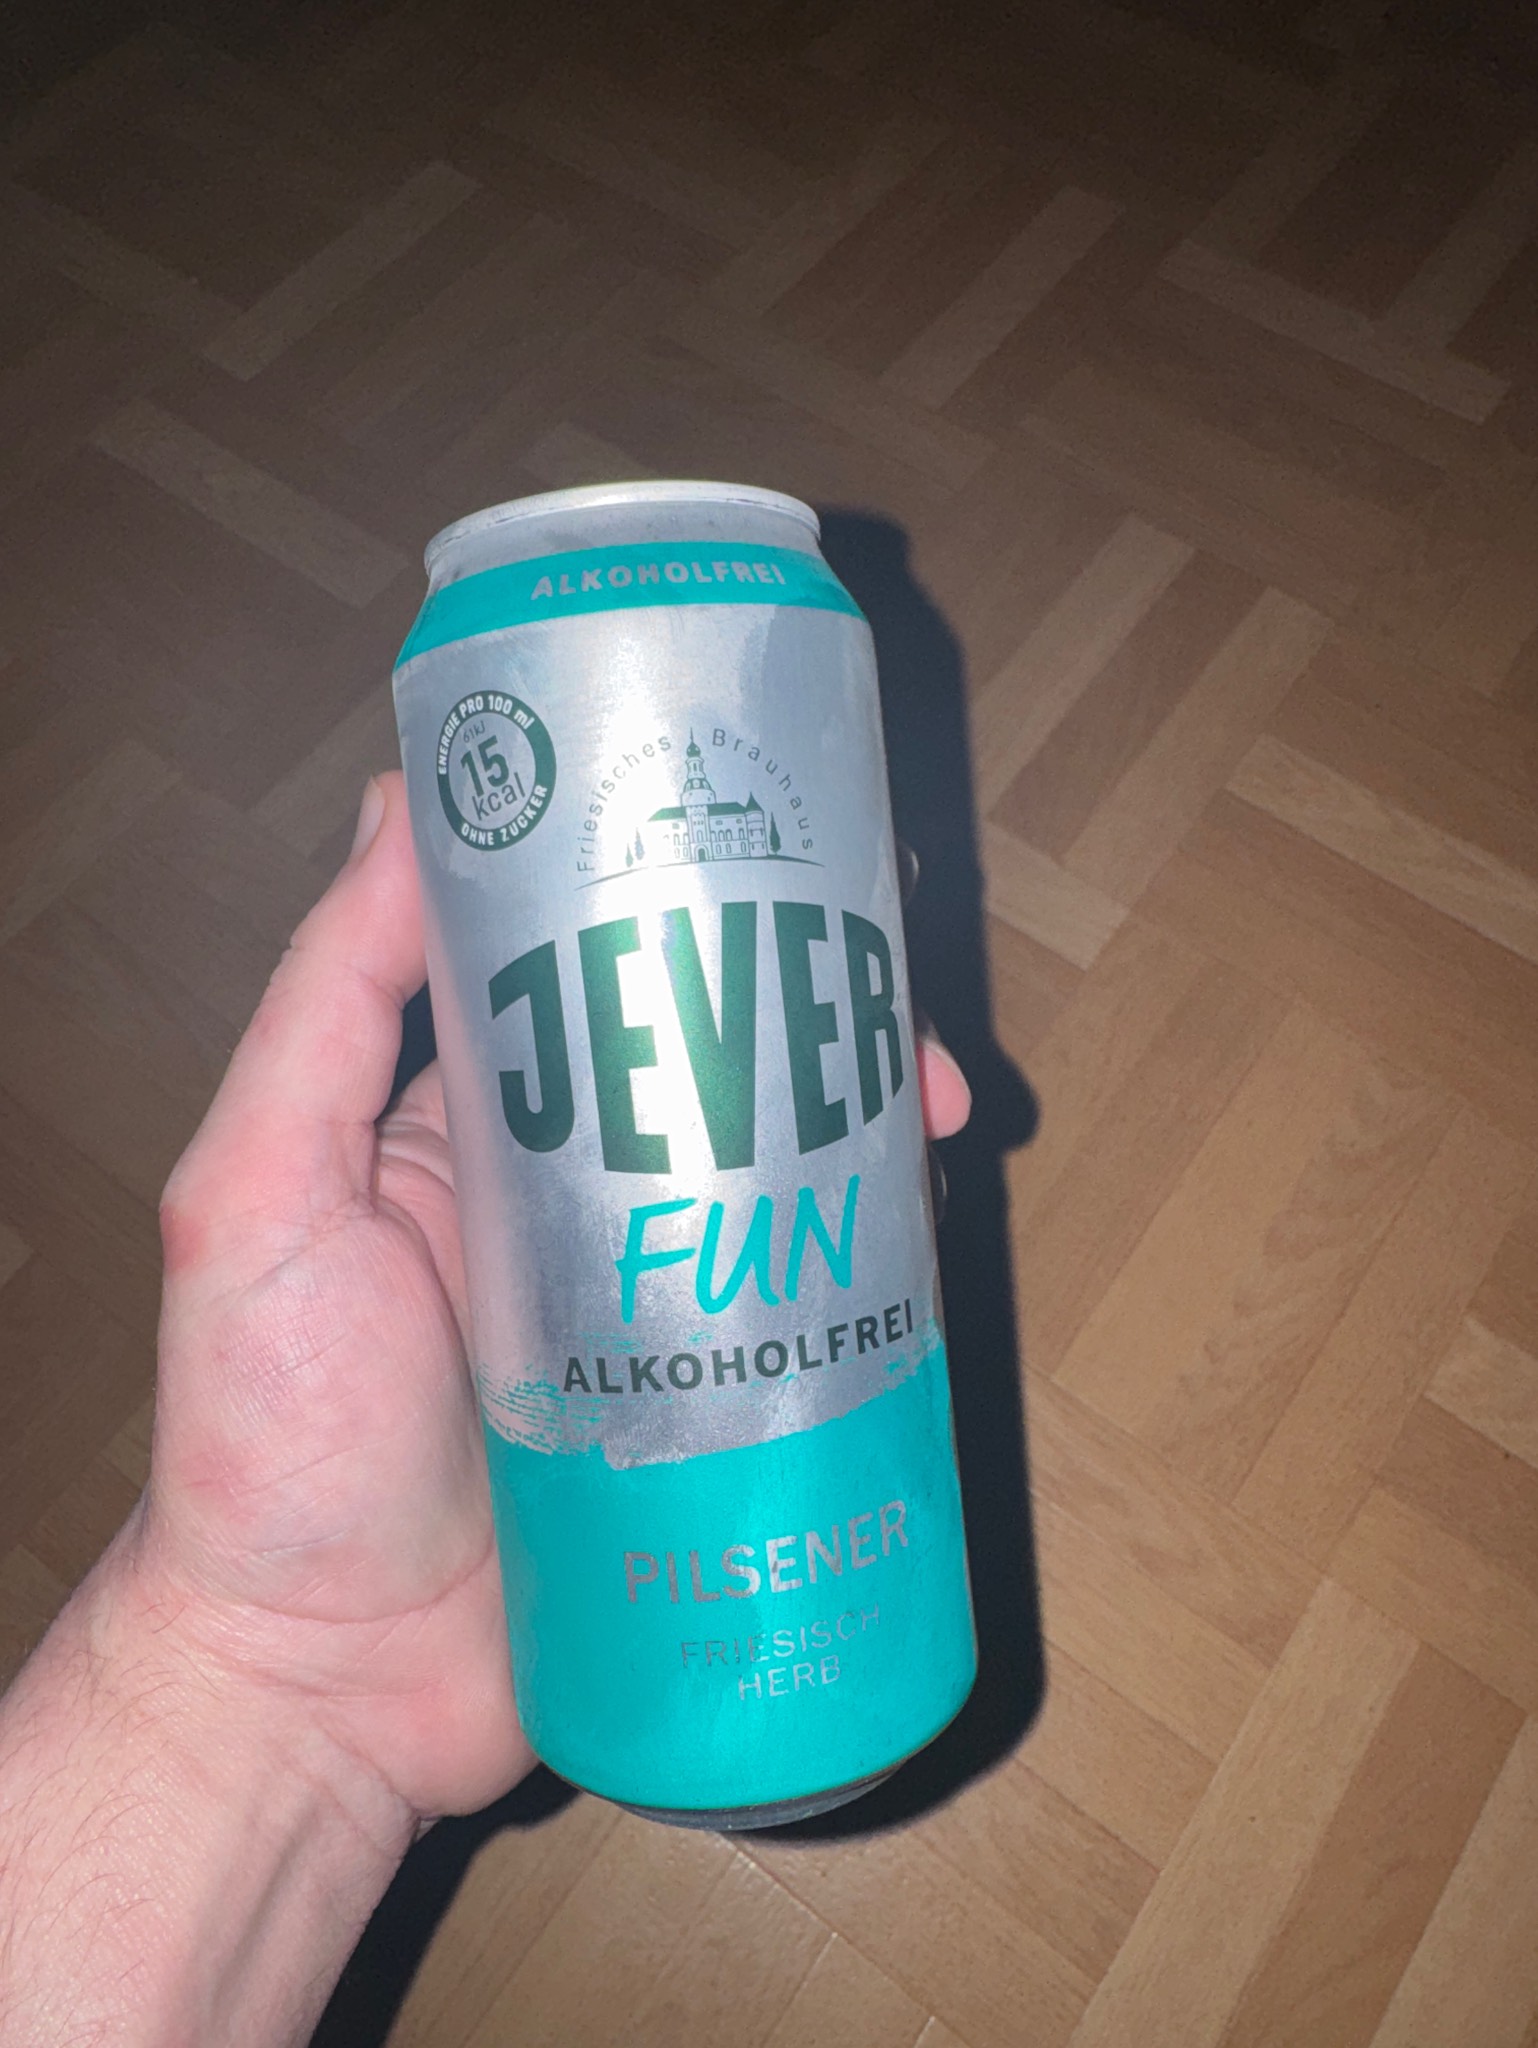 ALKOHOLFREI
ENERGIE PRO 100 ml
61kJ
15
kcal
OHNE ZUCKER
Friesisches Brauhaus
JEVER
FUN
ALKOHOLFREI
PILSENER
FRIESISCH
HERB